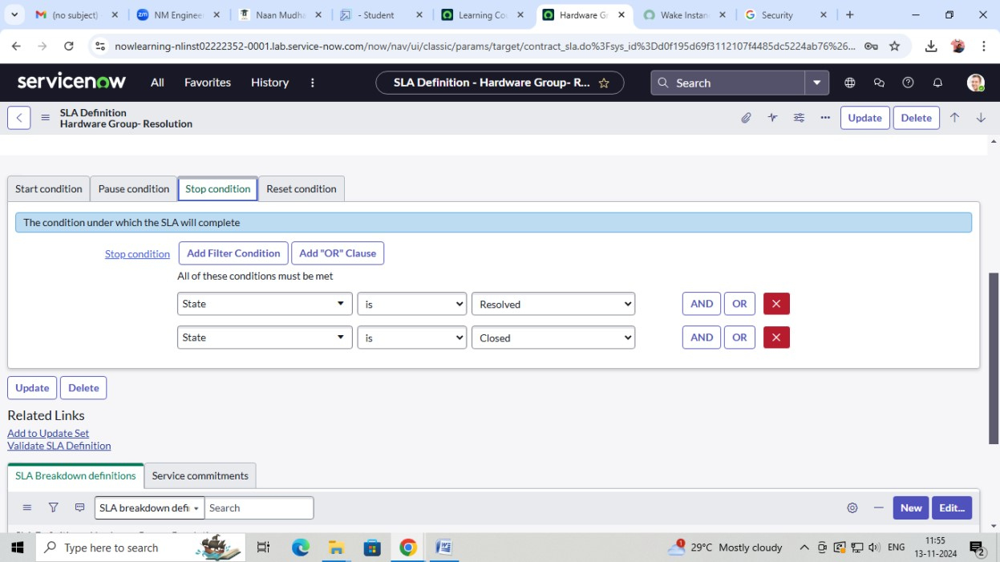 (no subject)
NM Enginee
Naan Mudha
- Student
Learning Cou
Hardware Gr
Wake Instan
Security
nowlearning-nlinst02222352-0001.lab.service-now.com/now/nav/ui/classic/params/target/contract_sla.do%3Fsys_id%3Dd0f195d69f3112107f4485dc5224ab76%26...
servicenow All Favorites History SLA Definition - Hardware Group- R... Search
SLA Definition
Hardware Group- Resolution
Update Delete
Start condition Pause condition Stop condition Reset condition
The condition under which the SLA will complete
Stop condition Add Filter Condition Add "OR" Clause
All of these conditions must be met
State is Resolved AND OR
State is Closed AND OR
Update Delete
Related Links
Add to Update Set
Validate SLA Definition
SLA Breakdown definitions Service commitments
SLA breakdown defi Search New Edit...
Type here to search 29°C Mostly cloudy ENG 11:55
13-11-2024 2